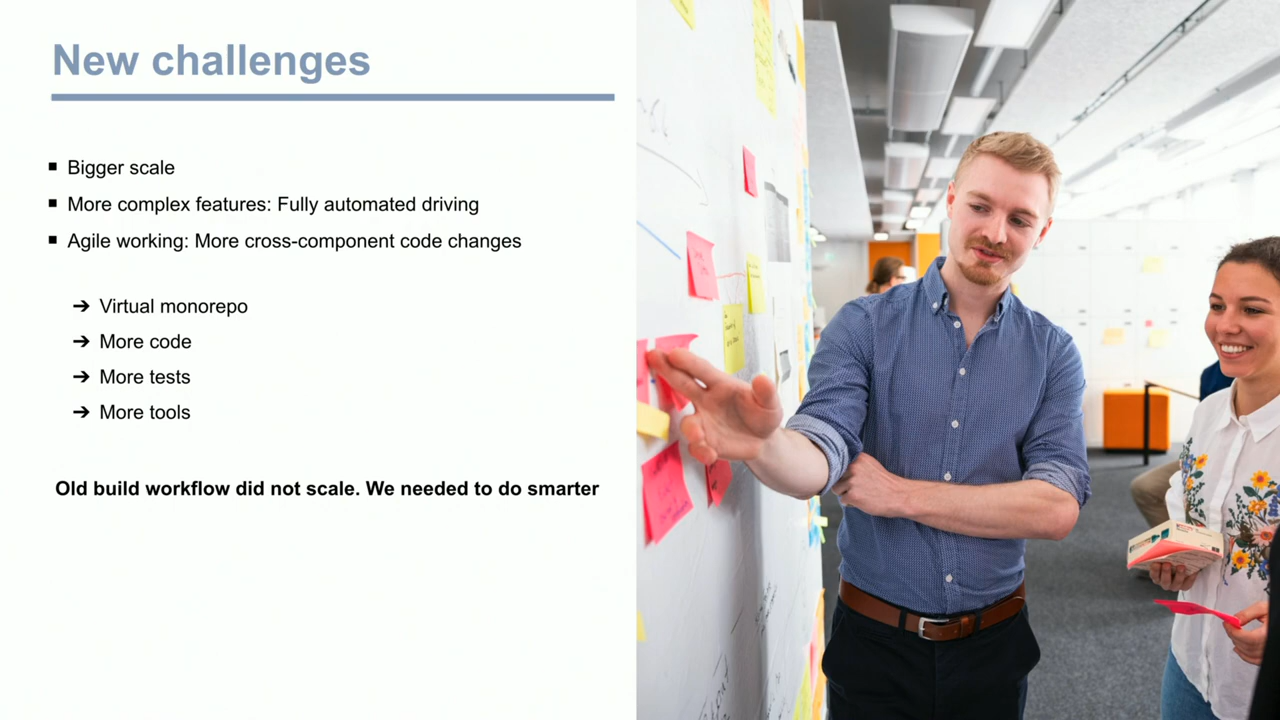 New challenges
▪ Bigger scale
▪ More complex features: Fully automated driving
▪ Agile working: More cross-component code changes
➔ Virtual monorepo
➔ More code
➔ More tests
➔ More tools
Old build workflow did not scale. We needed to do smarter